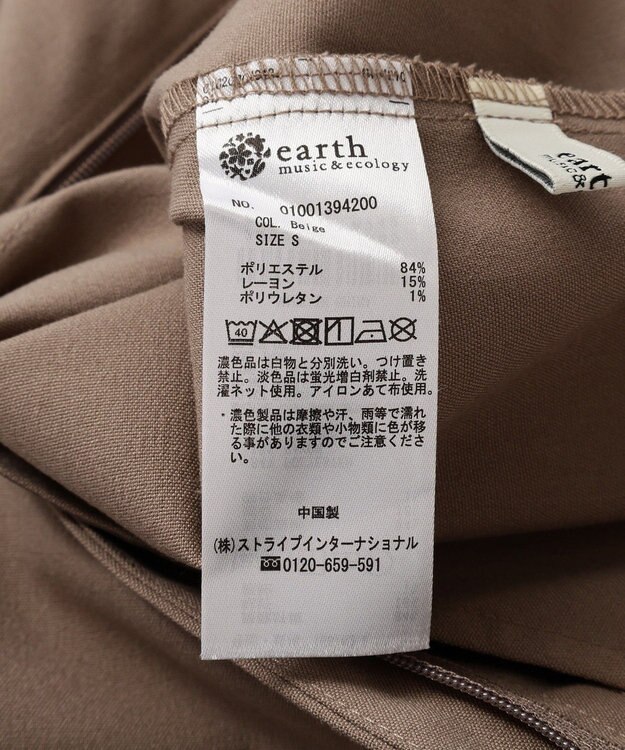 earth
music & ecology
NO. 01001394200
COL. Beige
SIZE S
ポリエステル 84%
レーヨン 15%
ポリウレタン 1%
40
濃色品は白物と分別洗い。つけ置き
禁止。淡色品は蛍光増白剤禁止。洗
濯ネット使用。アイロンあて布使用。
・濃色製品は摩擦や汗、雨等で濡れ
た際に他の衣類や小物類に色が移
る事がありますのでご注意くださ
い。
中国製
(株)ストライプインターナショナル
0120-659-591
eart
music&